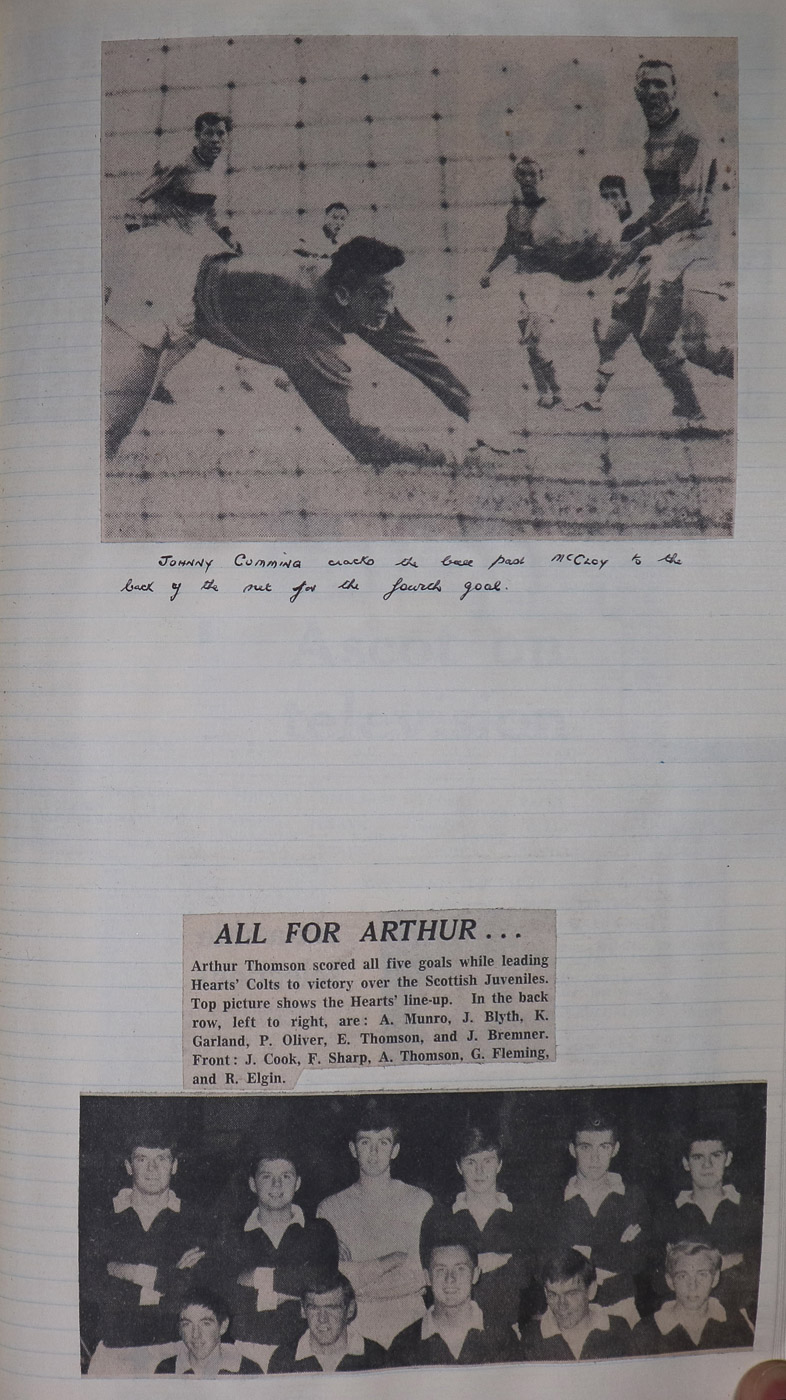 JOHNNY CUMMING cracks the ball past McCLOY to the
back of the net for the fourth goal.
ALL FOR ARTHUR...
Arthur Thomson scored all five goals while leading
Hearts' Colts to victory over the Scottish Juveniles.
Top picture shows the Hearts' line-up. In the back
row, left to right, are: A. Munro, J. Blyth, K.
Garland, P. Oliver, E. Thomson, and J. Bremner.
Front: J. Cook, F. Sharp, A. Thomson, G. Fleming,
and R. Elgin.